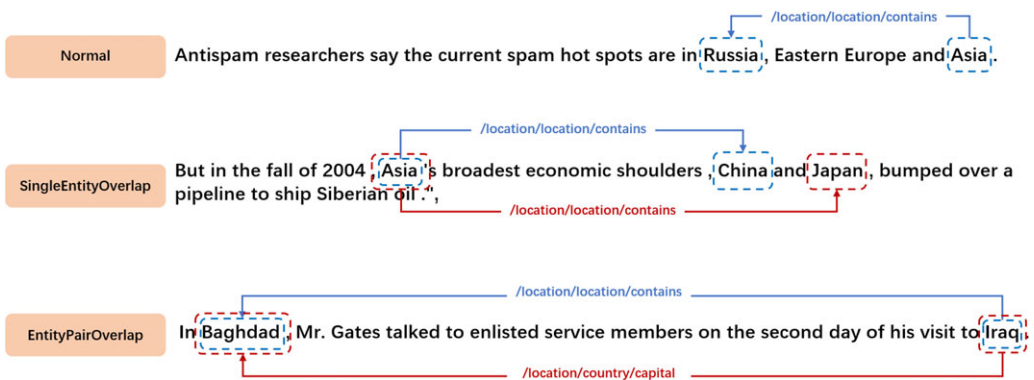 /location/location/contains
Normal
Antispam researchers say the current spam hot spots are in Russia , Eastern Europe and Asia .
/location/location/contains
SingleEntityOverlap
But in the fall of 2004 , Asia 's broadest economic shoulders , China and Japan , bumped over a
pipeline to ship Siberian oil . '',
/location/location/contains
/location/location/contains
EntityPairOverlap
In Baghdad , Mr. Gates talked to enlisted service members on the second day of his visit to Iraq .
/location/country/capital